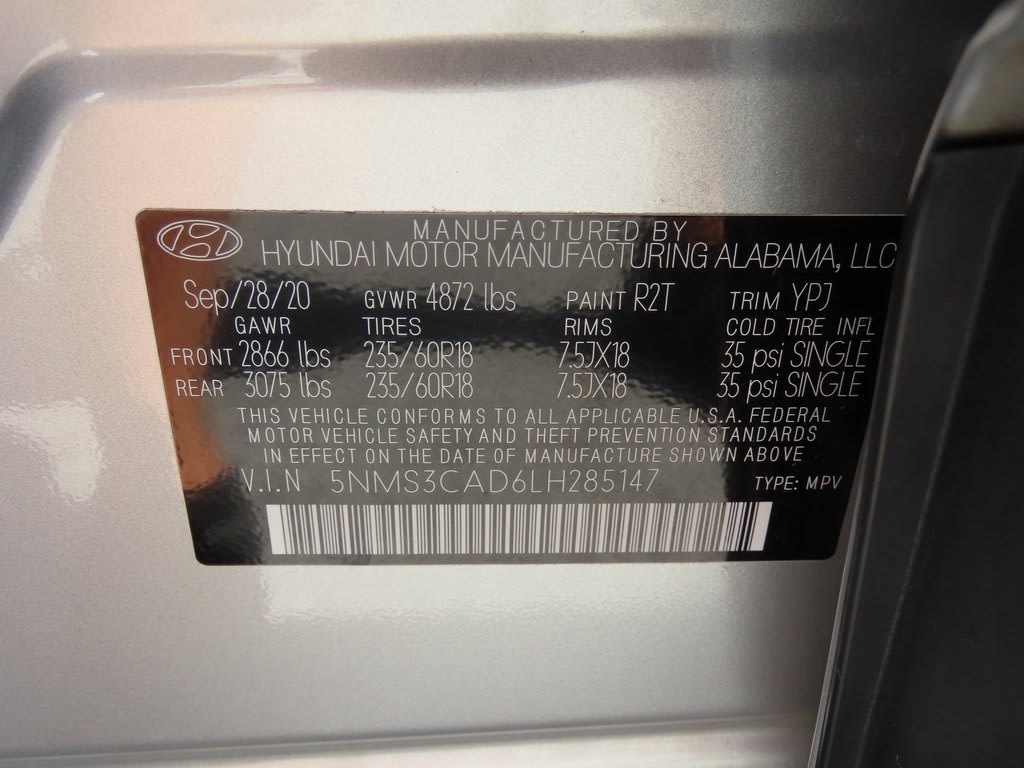 MANUFACTURED BY
HYUNDAI MOTOR MANUFACTURING ALABAMA, LLC
Sep/28/20 GVWR 4872 lbs PAINT R2T TRIM YPJ
GAWR TIRES RIMS COLD TIRE INFL
FRONT 2866 lbs 235/60R18 7.5JX18 35 psi SINGLE
REAR 3075 lbs 235/60R18 7.5JX18 35 psi SINGLE
THIS VEHICLE CONFORMS TO ALL APPLICABLE U.S.A. FEDERAL
MOTOR VEHICLE SAFETY AND THEFT PREVENTION STANDARDS
IN EFFECT ON THE DATE OF MANUFACTURE SHOWN ABOVE
V.I.N 5NMS3CAD6LH285147 TYPE: MPV